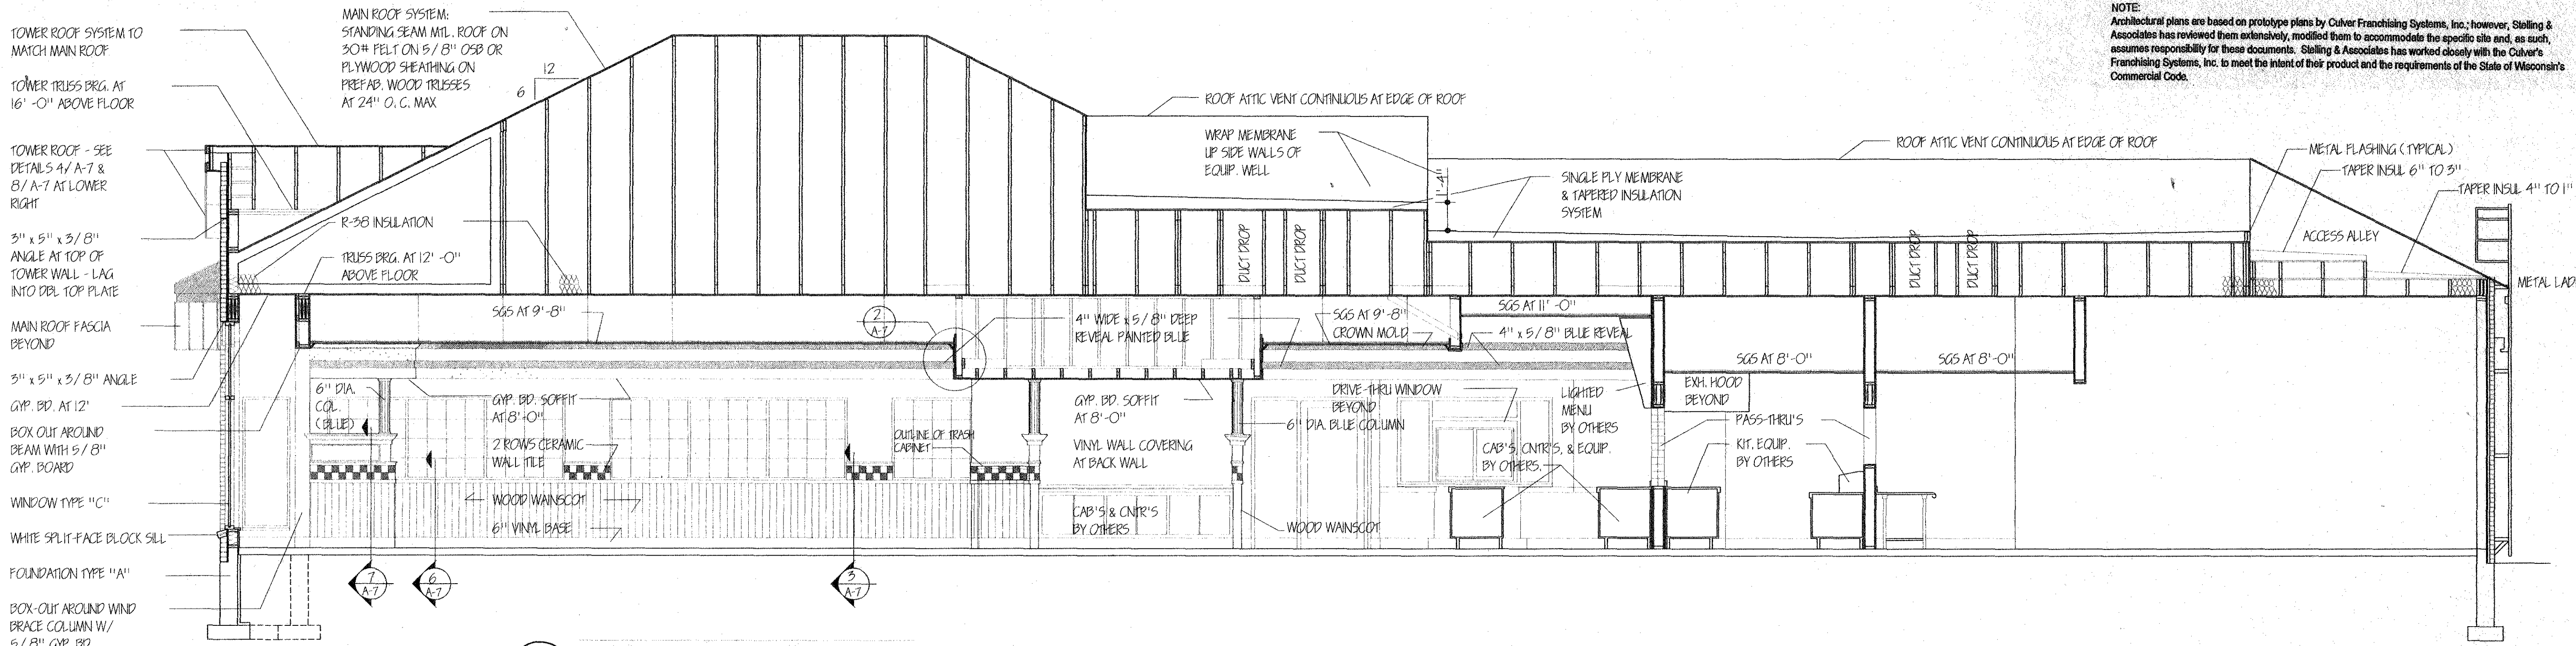 TOWER ROOF SYSTEM TO
MATCH MAIN ROOF
TOWER TRUSS BRG. AT
16' -0" ABOVE FLOOR
TOWER ROOF - SEE
DETAILS 4/ A-7 &
8/ A-7 AT LOWER
RIGHT
3" x 5" x 3/8"
ANGLE AT TOP OF
TOWER WALL - LAG
INTO DBL TOP PLATE
MAIN ROOF FASCIA
BEYOND
3" x 5" x 3/8" ANGLE
GYP. BD. AT 12'
BOX OUT AROUND
BEAM WITH 5/8"
GYP. BOARD
WINDOW TYPE "C"
WHITE SPLIT-FACE BLOCK SILL
FOUNDATION TYPE "A"
BOX-OUT AROUND WIND
BRACE COLUMN W/
5/8" GYP. BD.
MAIN ROOF SYSTEM:
STANDING SEAM MTL. ROOF ON
30# FELT ON 5/8" OSB OR
PLYWOOD SHEATHING ON
PREFAB. WOOD TRUSSES
AT 24" O.C. MAX
12
6
R-38 INSULATION
TRUSS BRG. AT 12' -0"
ABOVE FLOOR
SGS AT 9'-8"
2
A-7
4" WIDE x 5/8" DEEP
REVEAL PAINTED BLUE
6" DIA.
COL.
(BLUE)
GYP. BD. SOFFIT
AT 8'-0"
2 ROWS CERAMIC
WALL TILE
WOOD WAINSCOT
6" VINYL BASE
OUTLINE OF TRASH
CABINET
GYP. BD. SOFFIT
AT 8'-0"
VINYL WALL COVERING
AT BACK WALL
CAB'S & CNTR'S
BY OTHERS
7
A-7
6
A-7
3
A-7
ROOF ATTIC VENT CONTINUOUS AT EDGE OF ROOF
WRAP MEMBRANE
UP SIDE WALLS OF
EQUIP. WELL
1'-4"
DUCT DROP
DUCT DROP
SINGLE PLY MEMBRANE
& TAPERED INSULATION
SYSTEM
SGS AT 9'-8"
CROWN MOLD
SGS AT 11' -0"
4" x 5/8" BLUE REVEAL
DRIVE-THRU WINDOW
BEYOND
6" DIA. BLUE COLUMN
LIGHTED
MENU
BY OTHERS
CAB'S, CNTR'S, & EQUIP.
BY OTHERS.
WOOD WAINSCOT
SGS AT 8'-0"
SGS AT 8'-0"
EXH. HOOD
BEYOND
PASS-THRU'S
KIT. EQUIP.
BY OTHERS
ROOF ATTIC VENT CONTINUOUS AT EDGE OF ROOF
DUCT DROP
DUCT DROP
METAL FLASHING (TYPICAL)
TAPER INSUL 6" TO 3"
TAPER INSUL 4" TO 1"
ACCESS ALLEY
METAL LAD
NOTE:
Architectural plans are based on prototype plans by Culver Franchising Systems, Inc.; however, Stelling &
Associates has reviewed them extensively, modified them to accommodate the specific site and, as such,
assumes responsibility for these documents. Stelling & Associates has worked closely with the Culver's
Franchising Systems, Inc. to meet the intent of their product and the requirements of the State of Wisconsin's
Commercial Code.